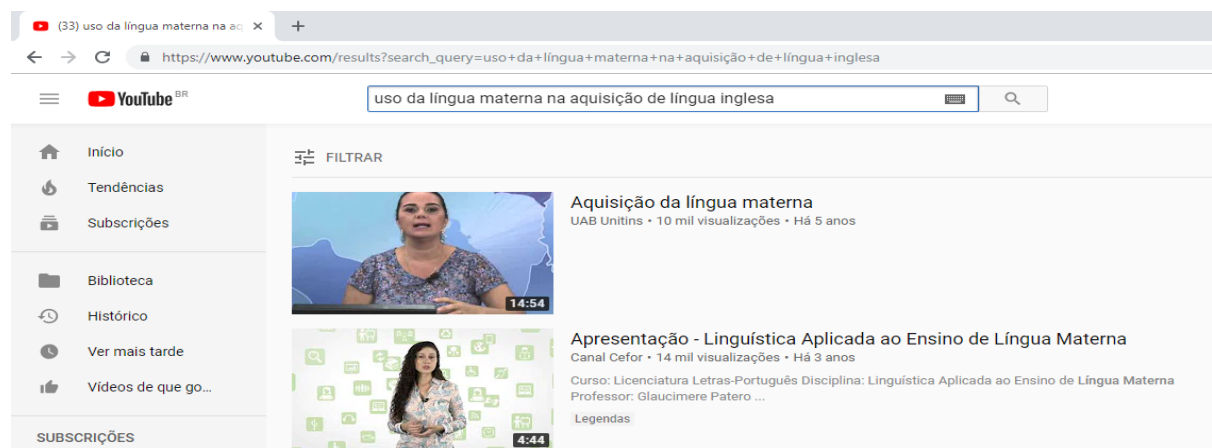 (33) uso da língua materna na aq
https://www.youtube.com/results?search_query=uso+da+língua+materna+na+aquisição+de+língua+inglesa
YouTube BR
uso da língua materna na aquisição de língua inglesa
Início
Tendências
Subscrições
Biblioteca
Histórico
Ver mais tarde
Vídeos de que go...
SUBSCRIÇÕES
FILTRAR
14:54
Aquisição da língua materna
UAB Unitins • 10 mil visualizações • Há 5 anos
4:44
Apresentação - Linguística Aplicada ao Ensino de Língua Materna
Canal Cefor • 14 mil visualizações • Há 3 anos
Curso: Licenciatura Letras-Português Disciplina: Linguística Aplicada ao Ensino de Língua Materna
Professor: Glaucimere Patero ...
Legendas